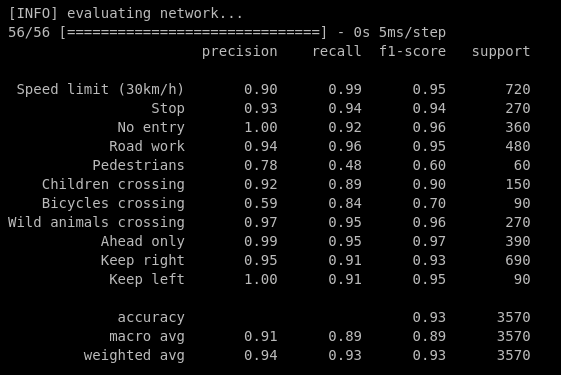 [INFO] evaluating network...
56/56 [==============================] - 0s 5ms/step
precision recall f1-score support
Speed limit (30km/h) 0.90 0.99 0.95 720
Stop 0.93 0.94 0.94 270
No entry 1.00 0.92 0.96 360
Road work 0.94 0.96 0.95 480
Pedestrians 0.78 0.48 0.60 60
Children crossing 0.92 0.89 0.90 150
Bicycles crossing 0.59 0.84 0.70 90
Wild animals crossing 0.97 0.95 0.96 270
Ahead only 0.99 0.95 0.97 390
Keep right 0.95 0.91 0.93 690
Keep left 1.00 0.91 0.95 90
accuracy 0.93 3570
macro avg 0.91 0.89 0.89 3570
weighted avg 0.94 0.93 0.93 3570